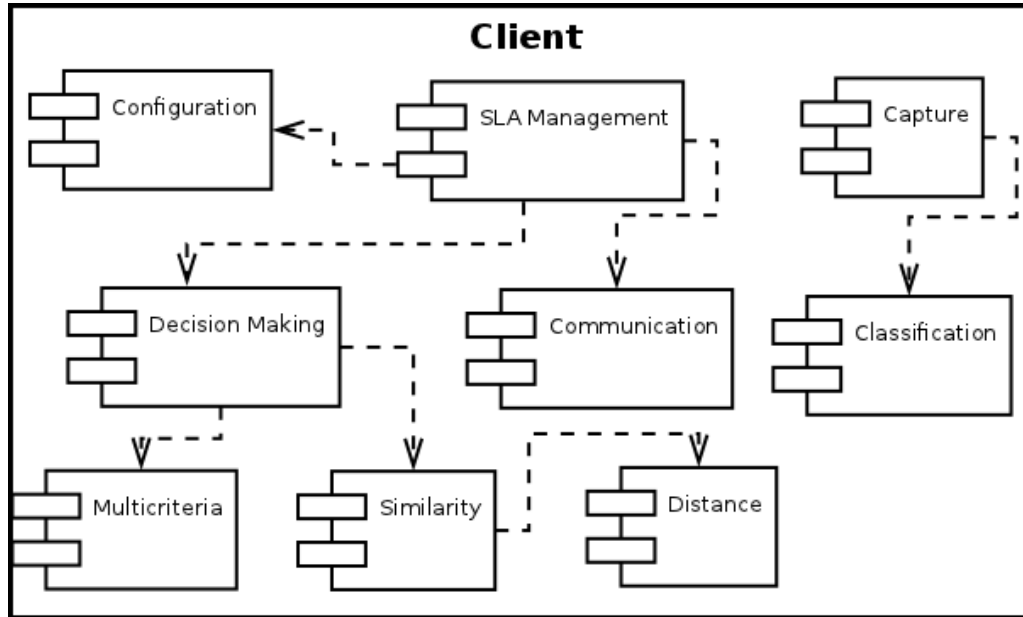 Client
Configuration
SLA Management
Capture
Decision Making
Communication
Classification
Multicriteria
Similarity
Distance